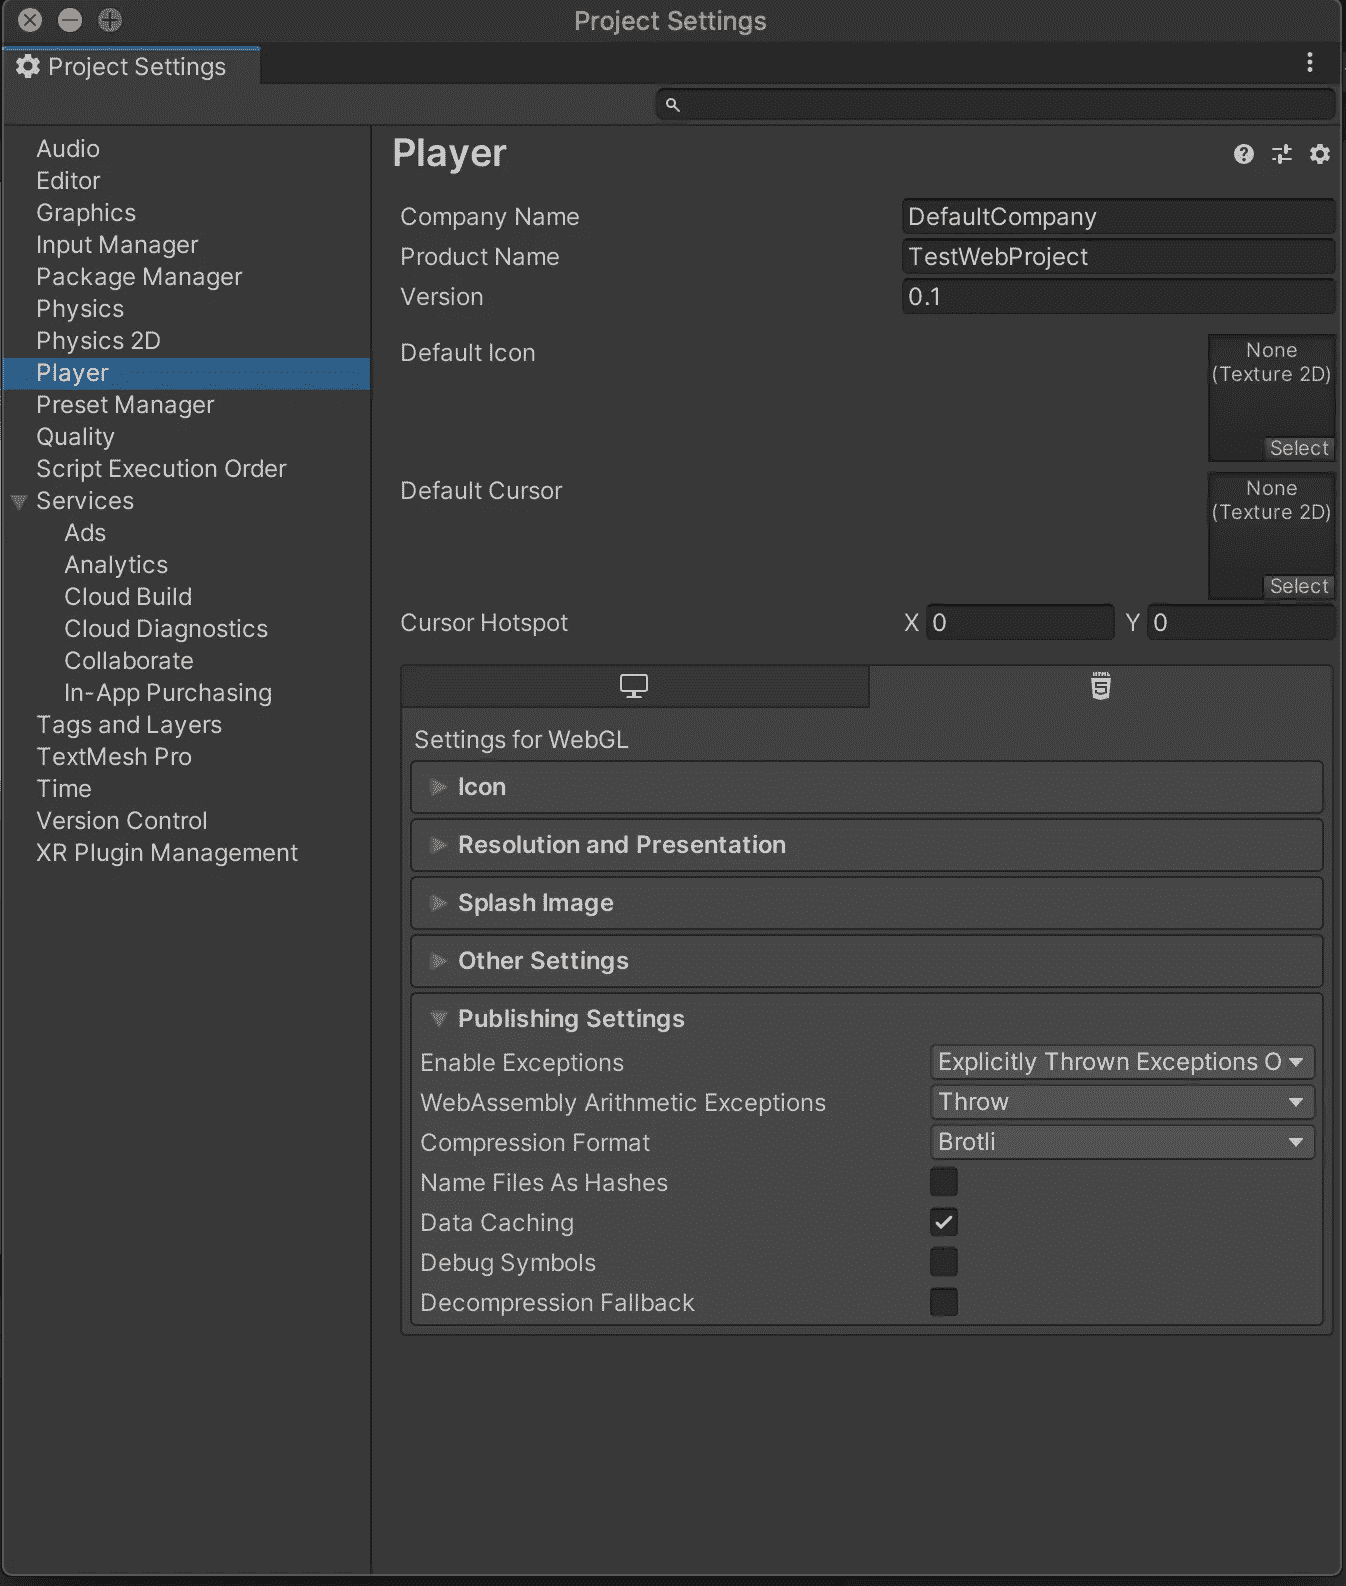 Project Settings
Project Settings
Audio
Editor
Graphics
Input Manager
Package Manager
Physics
Physics 2D
Player
Preset Manager
Quality
Script Execution Order
Services
Ads
Analytics
Cloud Build
Cloud Diagnostics
Collaborate
In-App Purchasing
Tags and Layers
TextMesh Pro
Time
Version Control
XR Plugin Management
Player
Company Name DefaultCompany
Product Name TestWebProject
Version 0.1
Default Icon
None
(Texture 2D)
Select
Default Cursor
None
(Texture 2D)
Select
Cursor Hotspot X 0 Y 0
HTML
5
Settings for WebGL
Icon
Resolution and Presentation
Splash Image
Other Settings
Publishing Settings
Enable Exceptions Explicitly Thrown Exceptions O
WebAssembly Arithmetic Exceptions Throw
Compression Format Brotli
Name Files As Hashes
Data Caching
Debug Symbols
Decompression Fallback